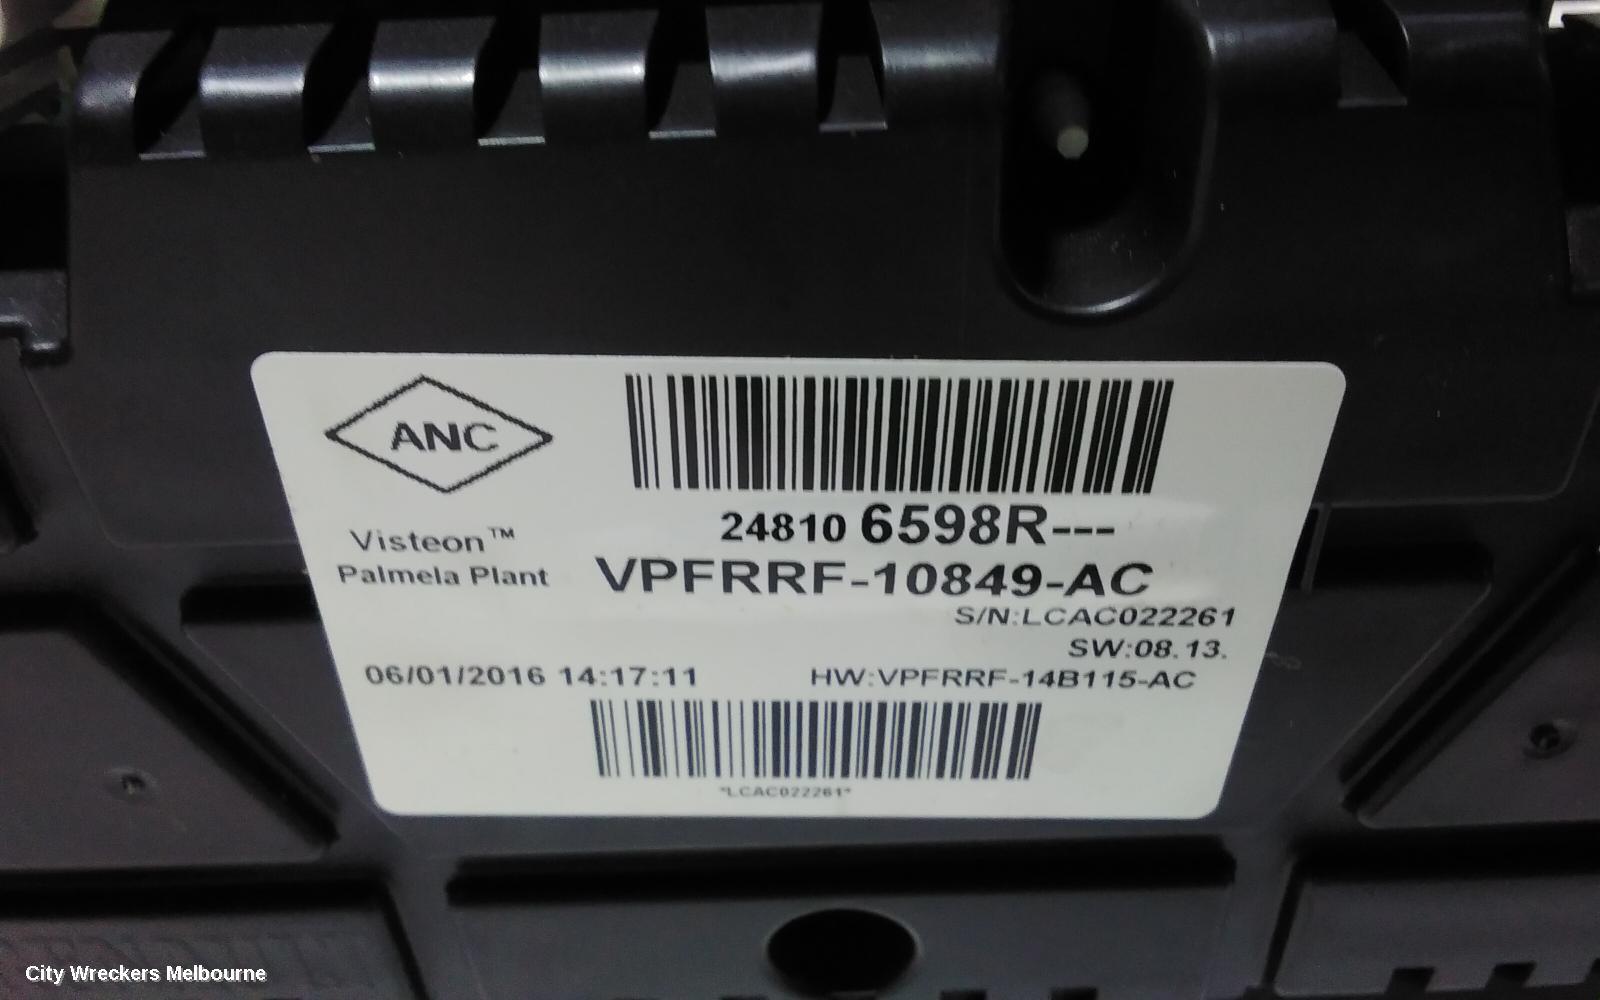 ANC
24810 6598R---
Visteon™
Palmela Plant
VPFRRF-10849-AC
S/N:LCAC022261
SW:08.13.
06/01/2016 14:17:11
HW:VPFRRF-14B115-AC
*LCAC022261*
City Wreckers Melbourne